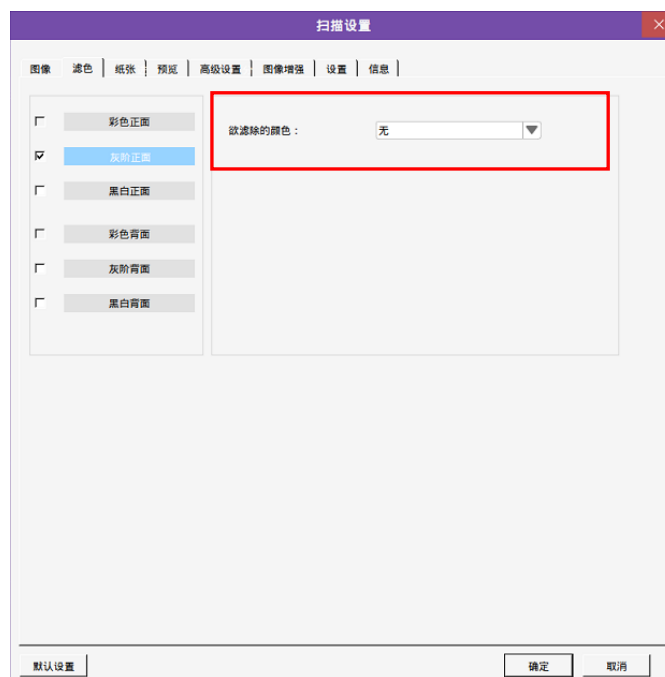 扫描设置
图像 滤色 纸张 预览 高级设置 图像增强 设置 信息
彩色正面
欲滤除的颜色： 无
灰阶正面
黑白正面
彩色背面
灰阶背面
黑白背面
默认设置 确定 取消